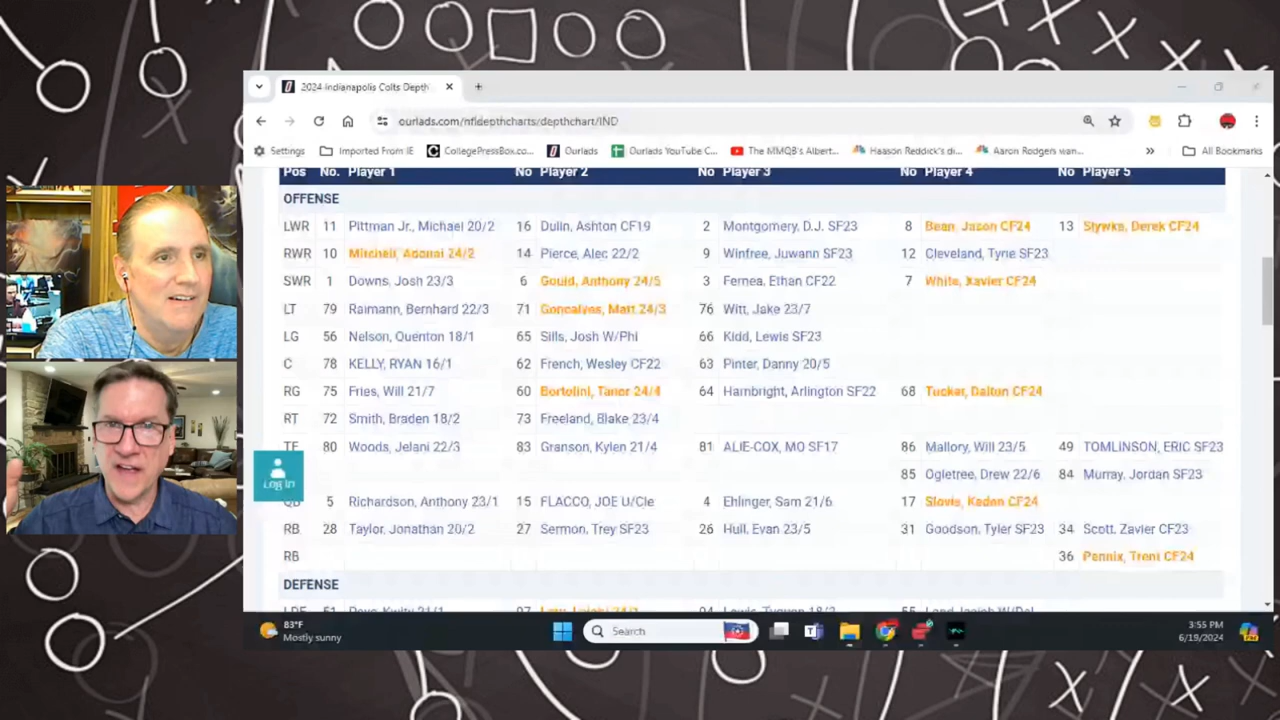 2024 Indianapolis Colts Depth
ourlads.com/nfldepthcharts/depthchart/IND
Settings Imported From IE CollegePressBox.co... Ourlads Ourlads YouTube C... The MMQB's Albert... Haason Reddick's di... Aaron Rodgers wan... » All Bookmarks
Pos No. Player 1 No Player 2 No Player 3 No Player 4 No Player 5
OFFENSE
LWR 11 Pittman Jr., Michael 20/2 16 Dulin, Ashton CF19 2 Montgomery, D.J. SF23 8 Bean, Jason CF24 13 Slywka, Derek CF24
RWR 10 Mitchell, Adonai 24/2 14 Pierce, Alec 22/2 9 Winfree, Juwann SF23 12 Cleveland, Tyrie SF23
SWR 1 Downs, Josh 23/3 6 Gould, Anthony 24/5 3 Fernea, Ethan CF22 7 White, Xavier CF24
LT 79 Raimann, Bernhard 22/3 71 Goncalves, Matt 24/3 76 Witt, Jake 23/7
LG 56 Nelson, Quenton 18/1 65 Sills, Josh W/Phi 66 Kidd, Lewis SF23
C 78 KELLY, RYAN 16/1 62 French, Wesley CF22 63 Pinter, Danny 20/5
RG 75 Fries, Will 21/7 60 Bortolini, Tanor 24/4 64 Hambright, Arlington SF22 68 Tucker, Dalton CF24
RT 72 Smith, Braden 18/2 73 Freeland, Blake 23/4
TE 80 Woods, Jelani 22/3 83 Granson, Kylen 21/4 81 ALIE-COX, MO SF17 86 Mallory, Will 23/5 49 TOMLINSON, ERIC SF23
85 Ogletree, Drew 22/6 84 Murray, Jordan SF23
Log In
5 Richardson, Anthony 23/1 15 FLACCO, JOE U/Cle 4 Ehlinger, Sam 21/6 17 Slovis, Kedon CF24
RB 28 Taylor, Jonathan 20/2 27 Sermon, Trey SF23 26 Hull, Evan 23/5 31 Goodson, Tyler SF23 34 Scott, Zavier CF23
RB 36 Pennix, Trent CF24
DEFENSE
83°F
Mostly sunny
Search
3:55 PM
6/19/2024